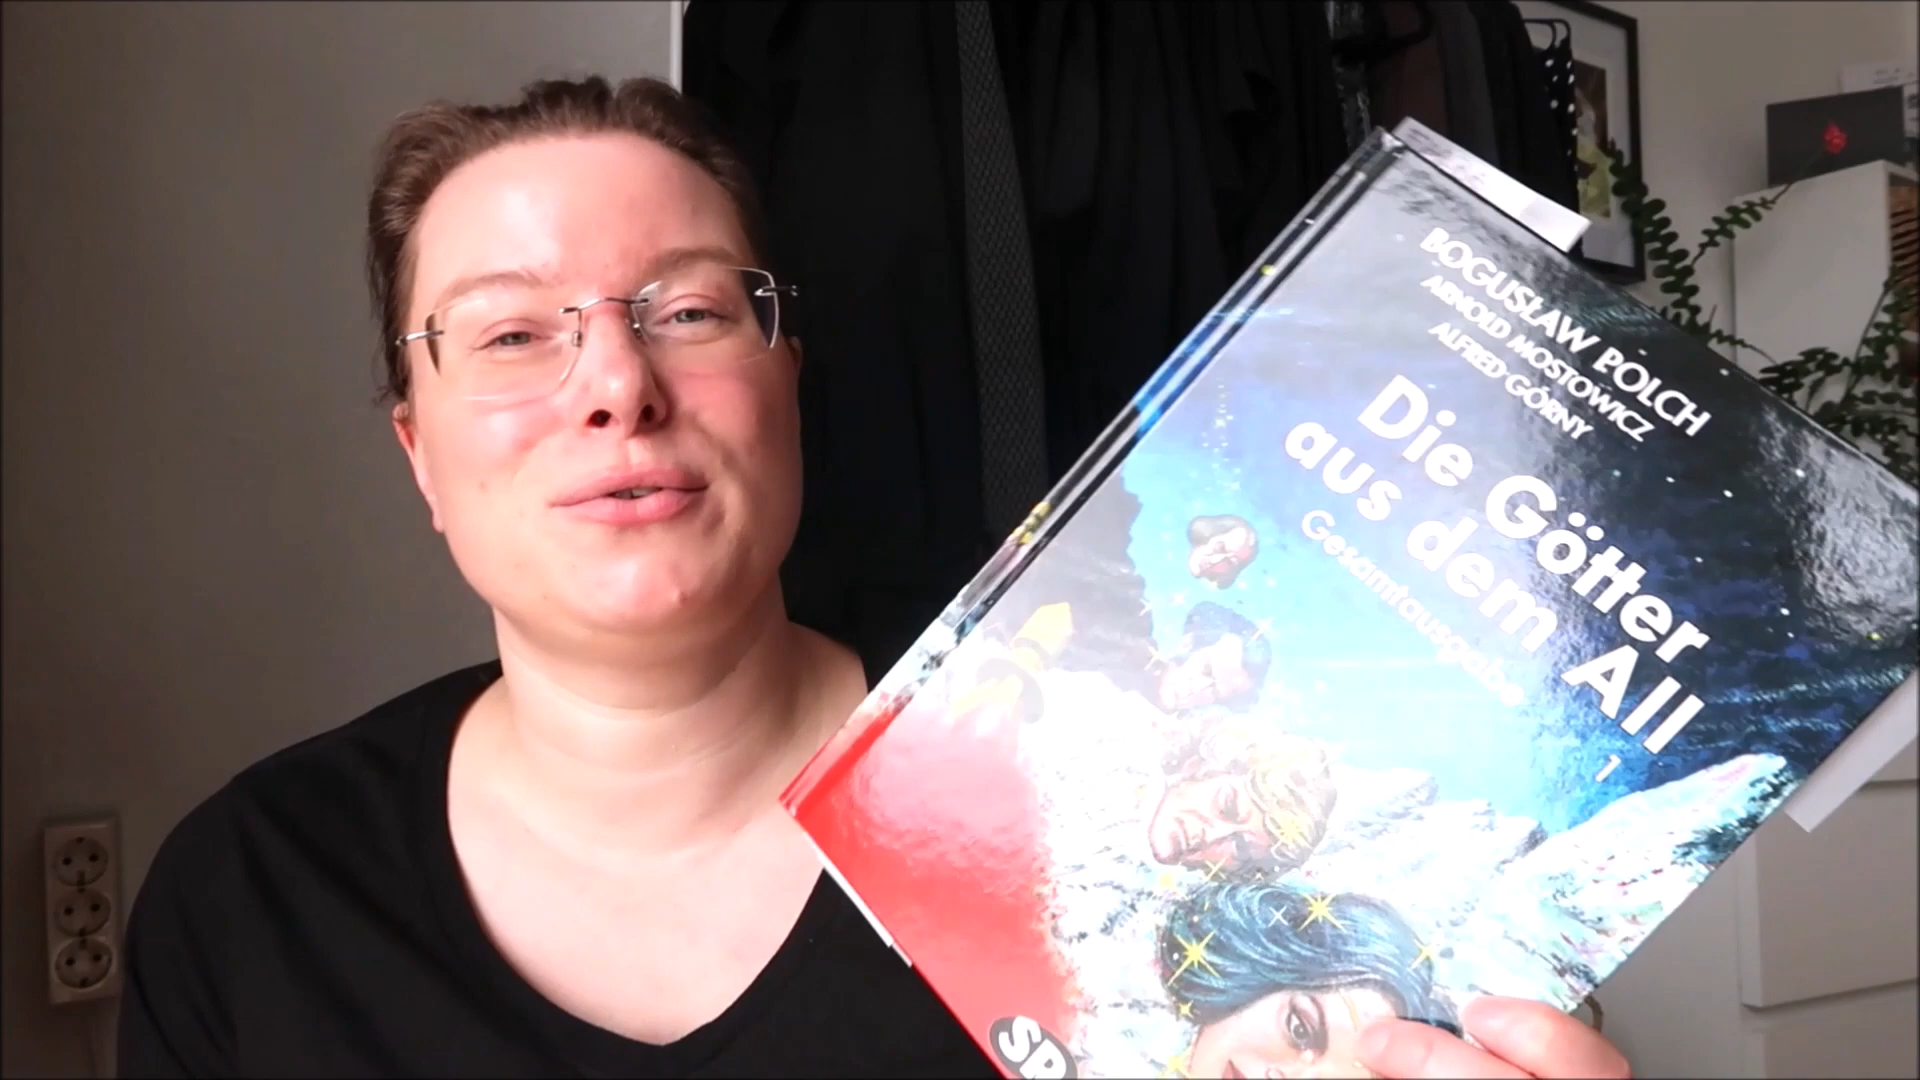 BOGUSŁAW POLCH
ARNOLD MOSTOWICZ
ALFRED GÓRNY
Die Götter
aus dem All
Gesamtausgabe
1